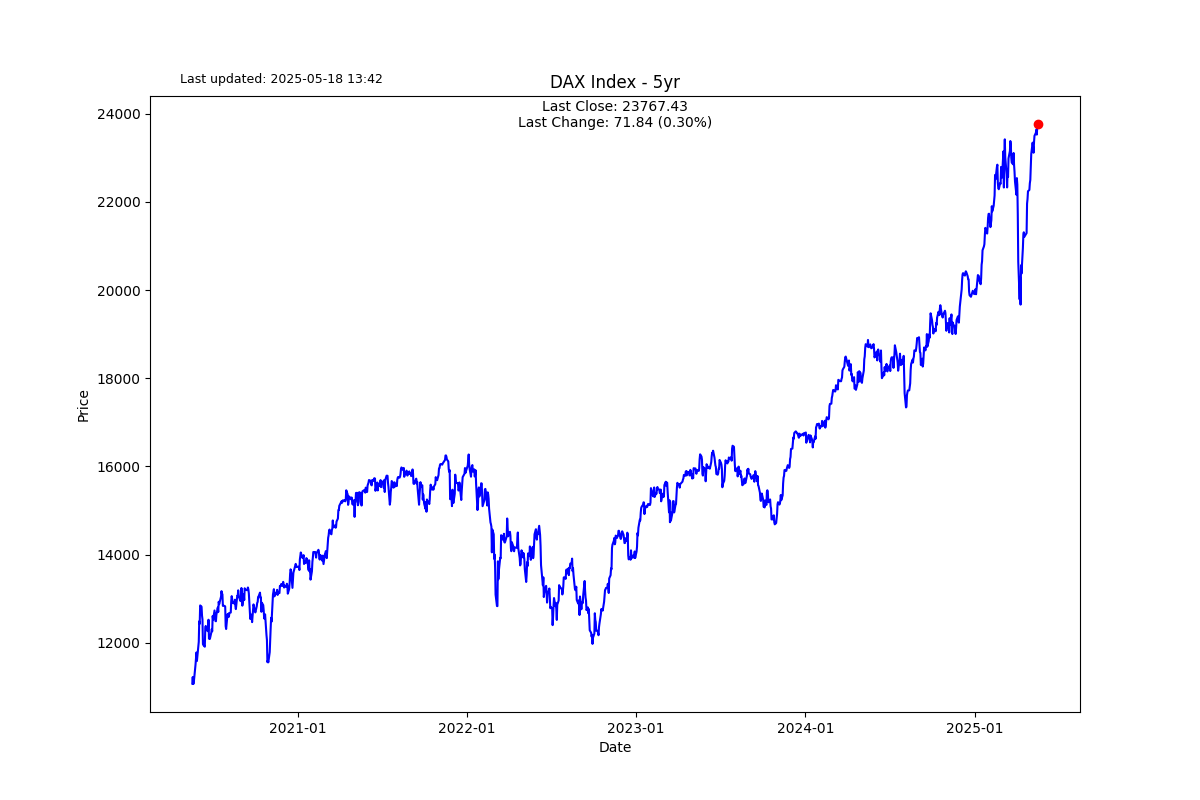 Last updated: 2025-05-18 13:42
DAX Index - 5yr
Last Close: 23767.43
Last Change: 71.84 (0.30%)
24000
22000
20000
18000
16000
14000
12000
Price
2021-01
2022-01
2023-01
2024-01
2025-01
Date